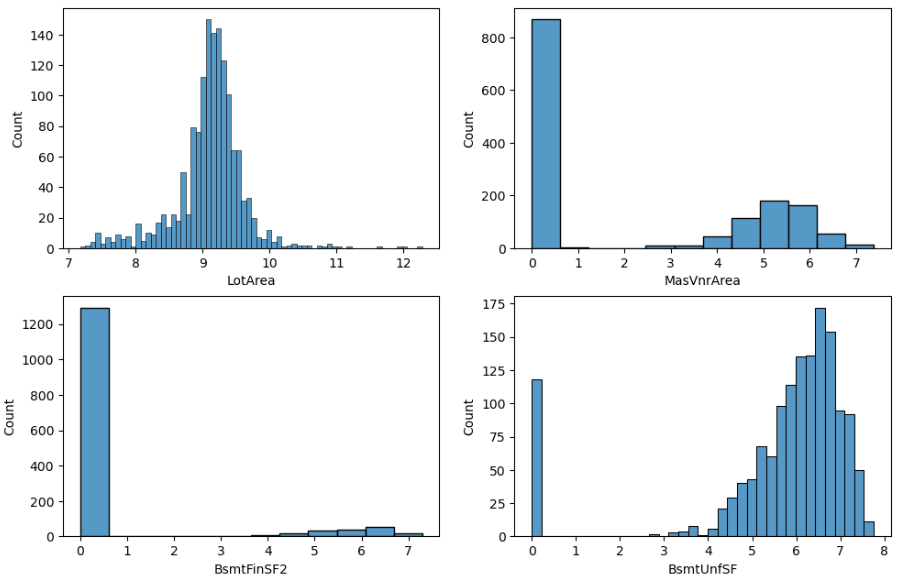 140
120
100
80
60
40
20
0
Count
7 8 9 10 11 12
LotArea
800
600
400
200
0
Count
0 1 2 3 4 5 6 7
MasVnrArea
1200
1000
800
600
400
200
0
Count
0 1 2 3 4 5 6 7
BsmtFinSF2
175
150
125
100
75
50
25
0
Count
0 1 2 3 4 5 6 7 8
BsmtUnfSF